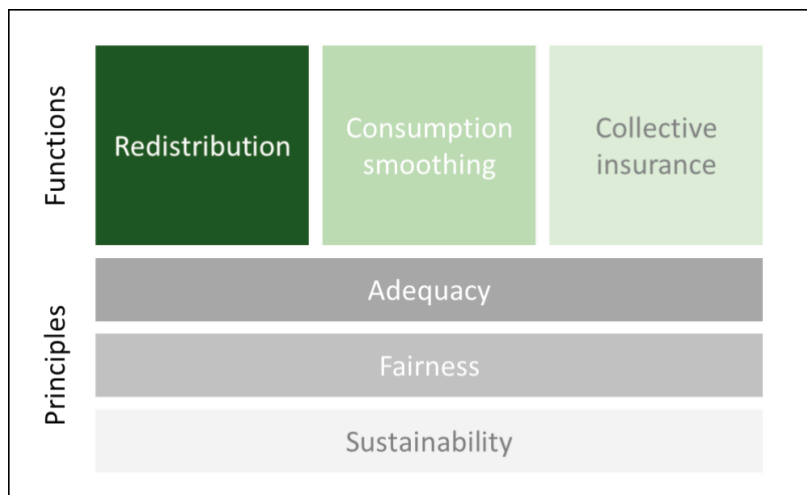 Functions
Redistribution
Consumption
smoothing
Collective
insurance
Principles
Adequacy
Fairness
Sustainability